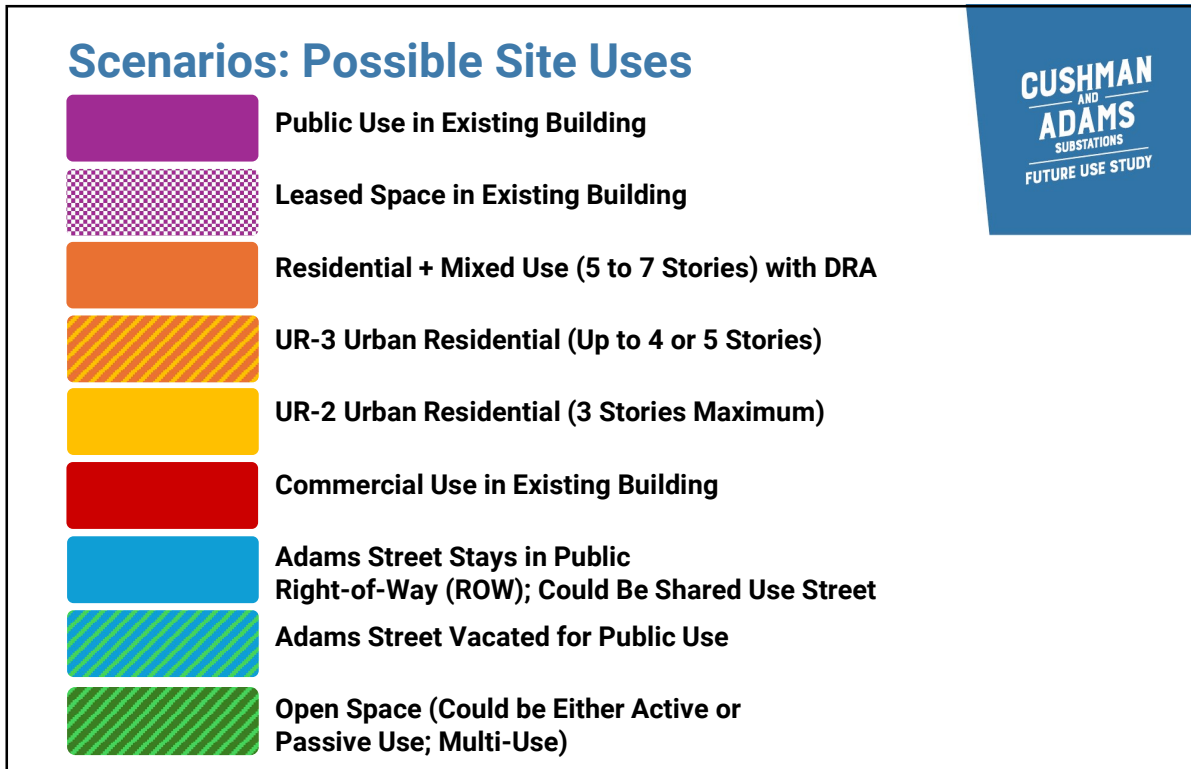 Scenarios: Possible Site Uses
CUSHMAN
AND
ADAMS
SUBSTATIONS
FUTURE USE STUDY
Public Use in Existing Building
Leased Space in Existing Building
Residential + Mixed Use (5 to 7 Stories) with DRA
UR-3 Urban Residential (Up to 4 or 5 Stories)
UR-2 Urban Residential (3 Stories Maximum)
Commercial Use in Existing Building
Adams Street Stays in Public
Right-of-Way (ROW); Could Be Shared Use Street
Adams Street Vacated for Public Use
Open Space (Could be Either Active or
Passive Use; Multi-Use)